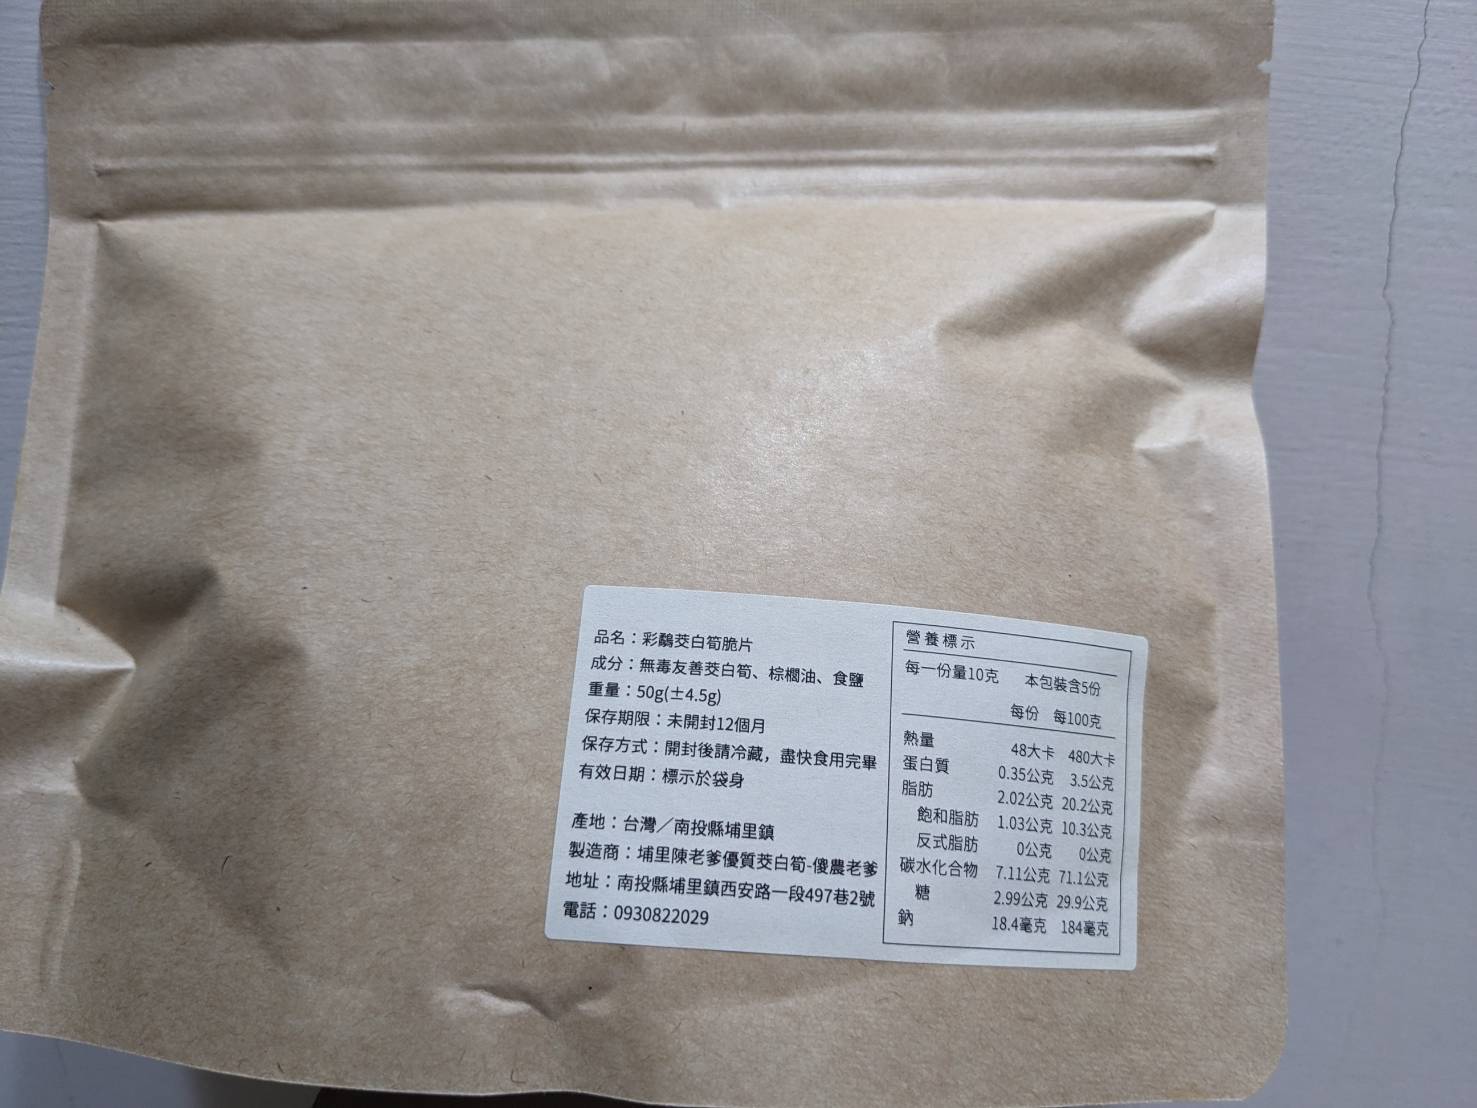 品名：彩鷸茭白筍脆片
成分：無毒友善茭白筍、棕櫚油、食鹽
重量：50g(±4.5g)
保存期限：未開封12個月
保存方式：開封後請冷藏，盡快食用完畢
有效日期：標示於袋身
產地：台灣／南投縣埔里鎮
製造商：埔里陳老爹優質茭白筍-傻農老爹
地址：南投縣埔里鎮西安路一段497巷2號
電話：0930822029
營養標示
每一份量10克 本包裝含5份
每份 每100克
熱量 48大卡 480大卡
蛋白質 0.35公克 3.5公克
脂肪 2.02公克 20.2公克
飽和脂肪 1.03公克 10.3公克
反式脂肪 0公克 0公克
碳水化合物 7.11公克 71.1公克
糖 2.99公克 29.9公克
鈉 18.4毫克 184毫克